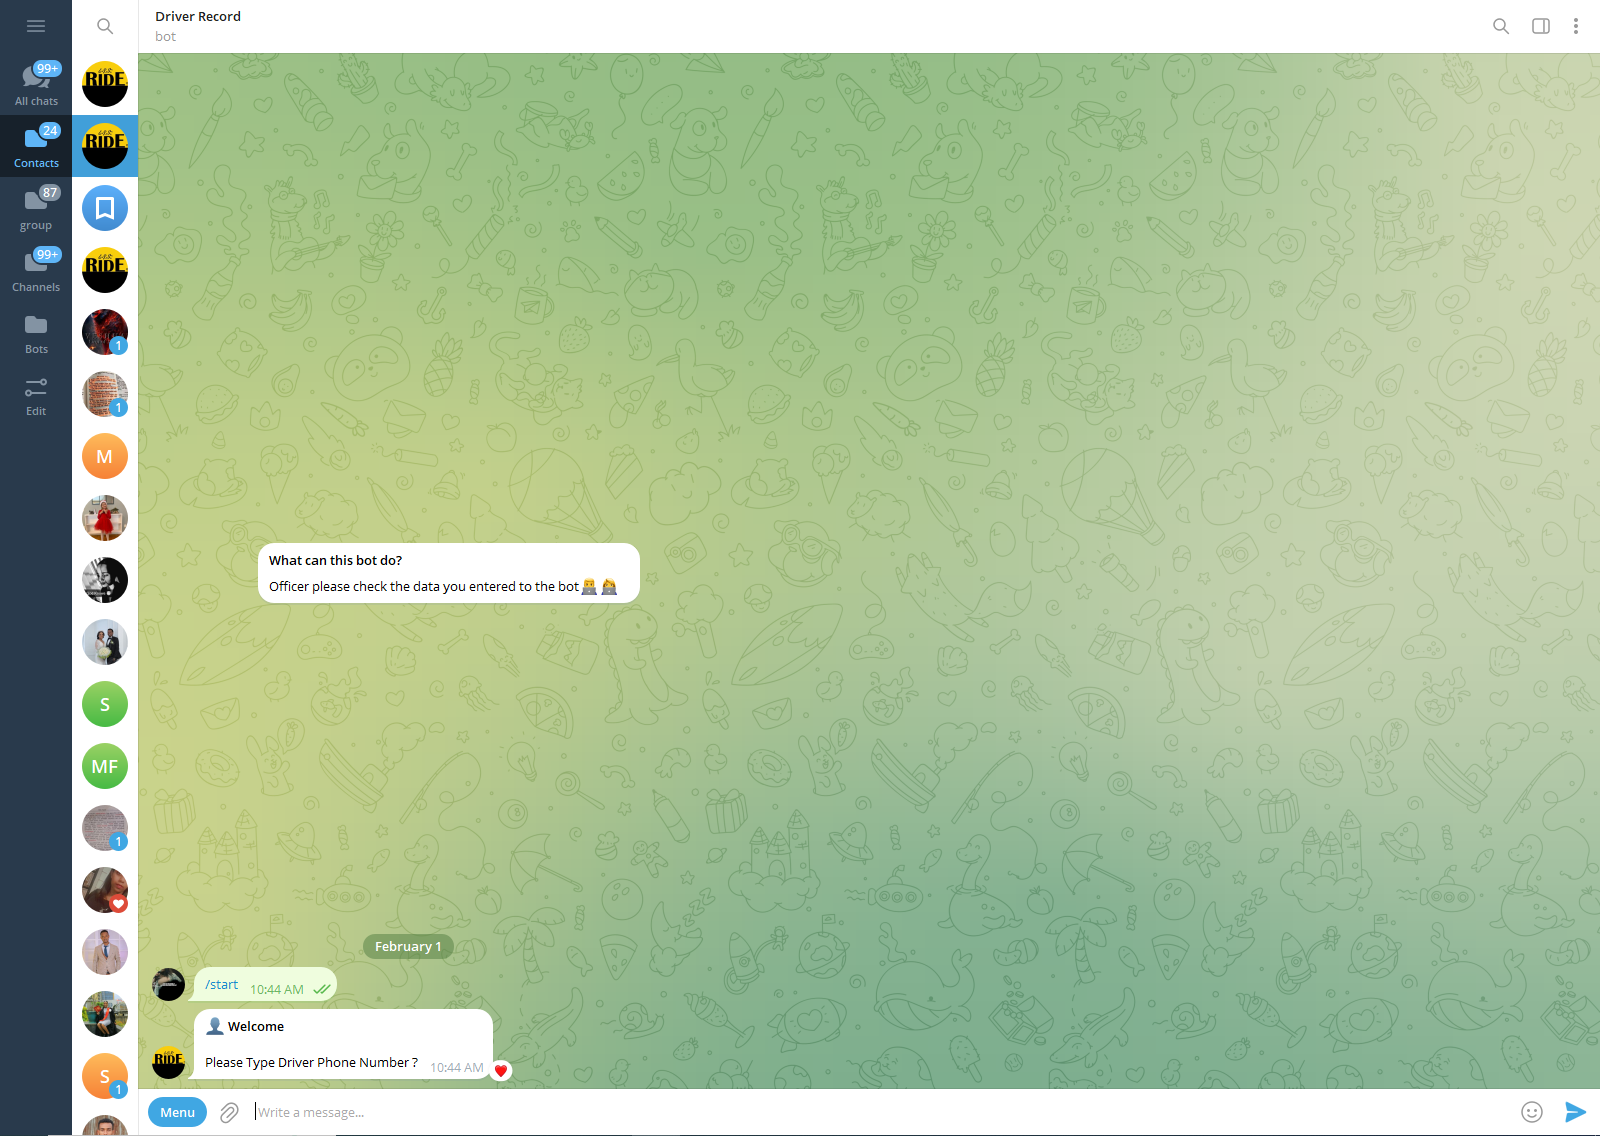 Driver Record
bot
99+
All chats
24
Contacts
87
group
99+
Channels
Bots
Edit
RIDE
RIDE
RIDE
1
1
M
S
MF
1
S
1
What can this bot do?
Officer please check the data you entered to the bot
February 1
/start 10:44 AM
Welcome
Please Type Driver Phone Number ? 10:44 AM
RIDE
Menu
Write a message...